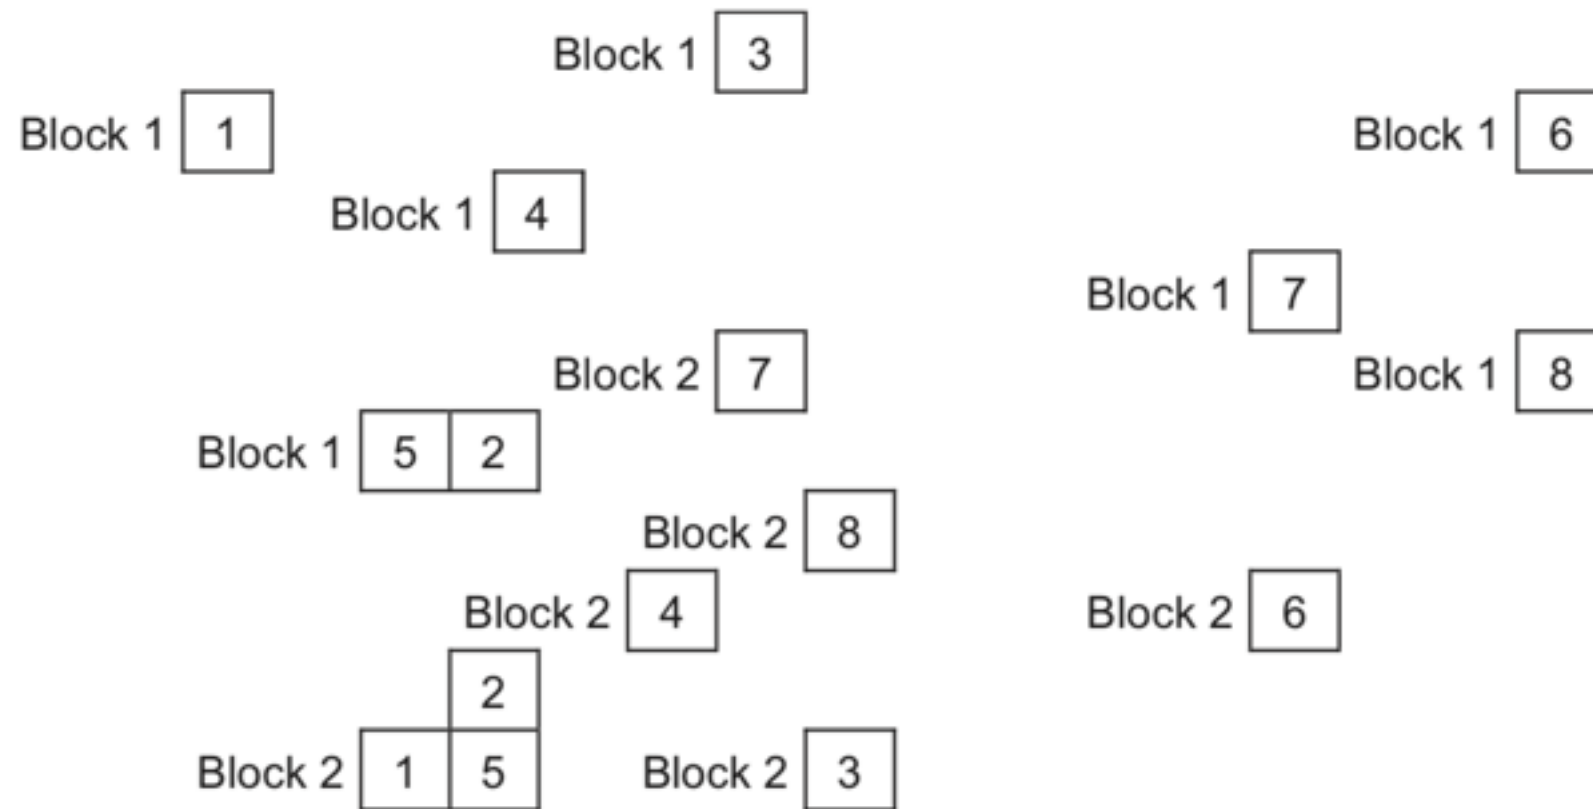 Block 1 3
Block 1 1
Block 1 6
Block 1 4
Block 1 7
Block 2 7
Block 1 8
Block 1 5 2
Block 2 8
Block 2 4
Block 2 6
2
Block 2 1 5
Block 2 3